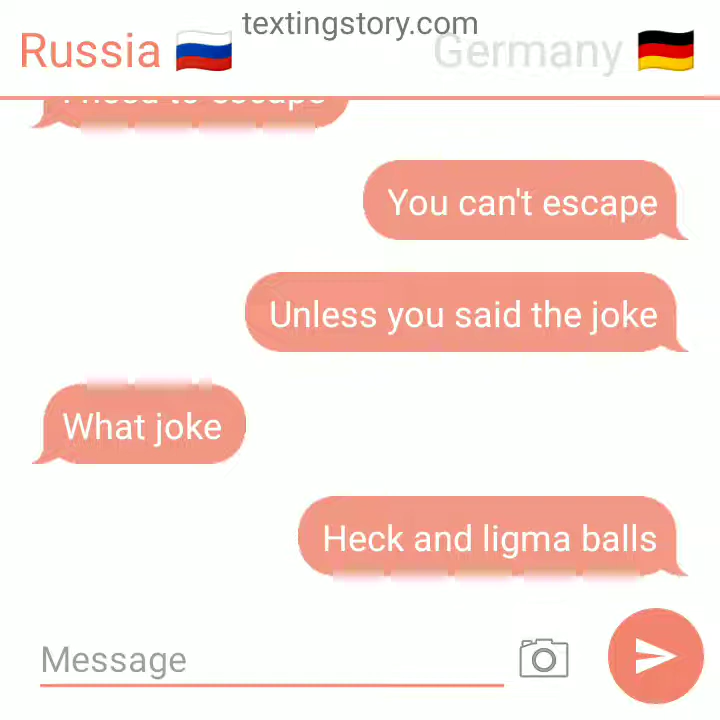 textingstory.com
Russia 🇷🇺 Germany 🇩🇪
You can't escape
Unless you said the joke
What joke
Heck and ligma balls
Message